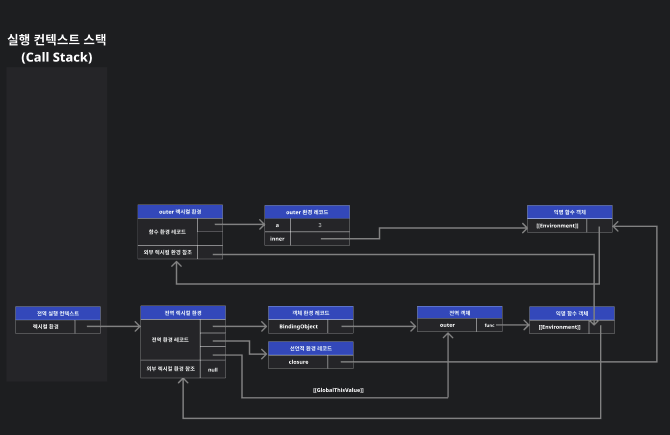 실행 컨텍스트 스택
(Call Stack)
outer 렉시컬 환경
함수 환경 레코드
외부 렉시컬 환경 참조
outer 환경 레코드
a
3
inner
익명 함수 객체
[[Environment]]
전역 실행 컨텍스트
렉시컬 환경
전역 렉시컬 환경
전역 환경 레코드
외부 렉시컬 환경 참조
null
객체 환경 레코드
BindingObject
선언적 환경 레코드
closure
전역 객체
outer
func
익명 함수 객체
[[Environment]]
[[GlobalThisValue]]